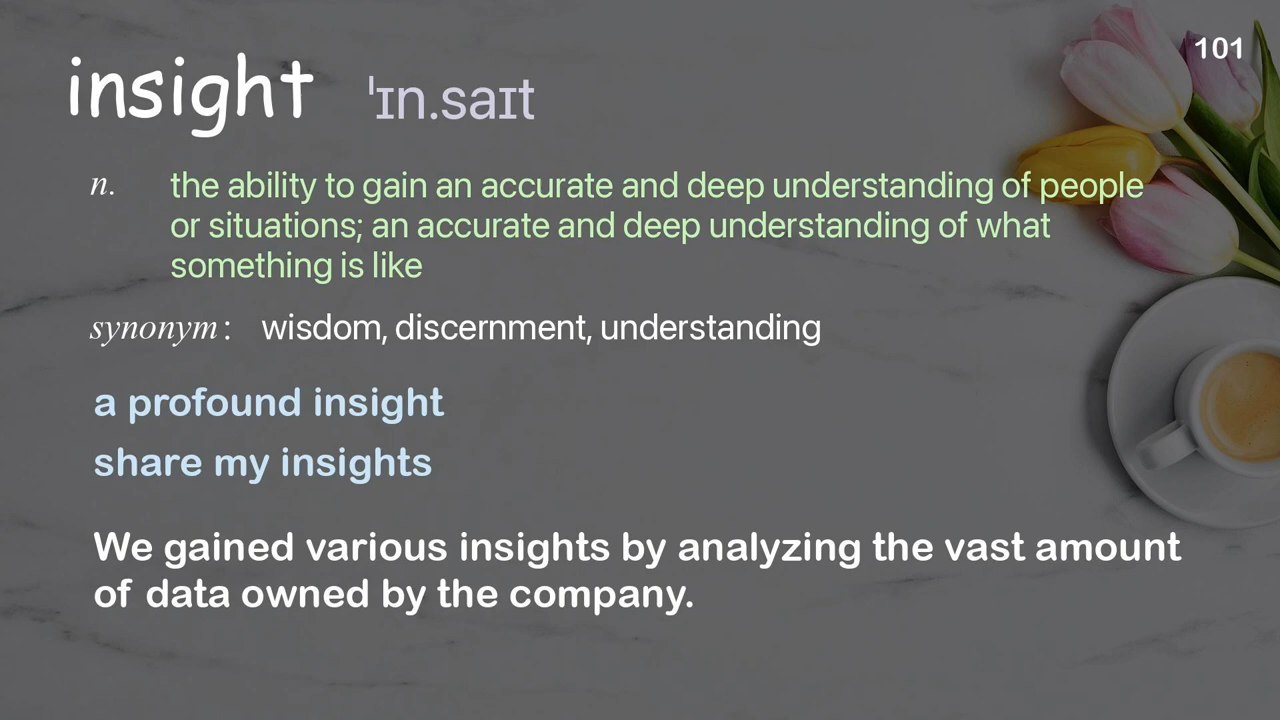 101
insight ˈɪn.saɪt
n. the ability to gain an accurate and deep understanding of people
or situations; an accurate and deep understanding of what
something is like
synonym: wisdom, discernment, understanding
a profound insight
share my insights
We gained various insights by analyzing the vast amount
of data owned by the company.